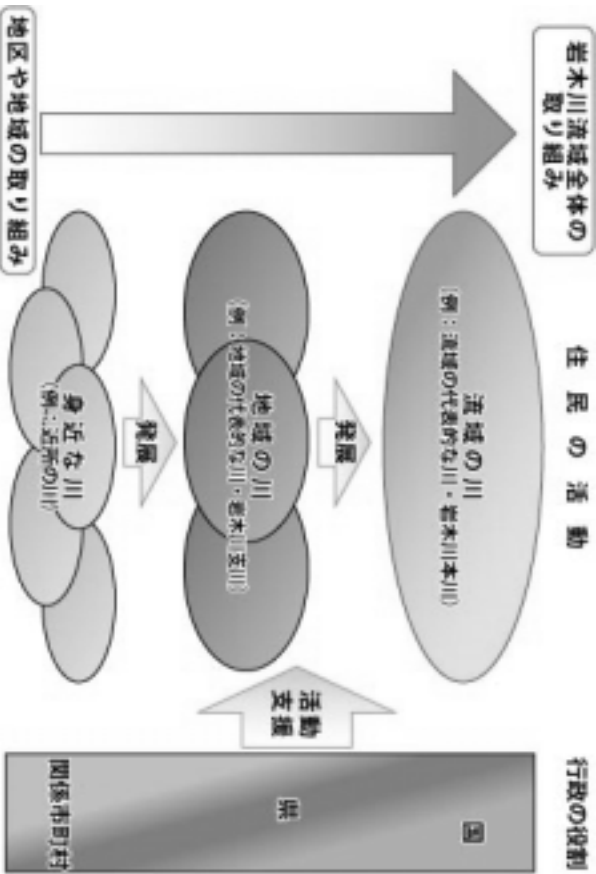 岩木川流域全体の
取り組み
住民の活動
行政の役割
流域の川
(例：流域の代表的な川・岩木川本川)
国
発展
地域の川
(例：地域の代表的な川・岩木川支川)
活動
支援
県
発展
身近な川
(例：近所の川)
地区や地域の取り組み
関係市町村